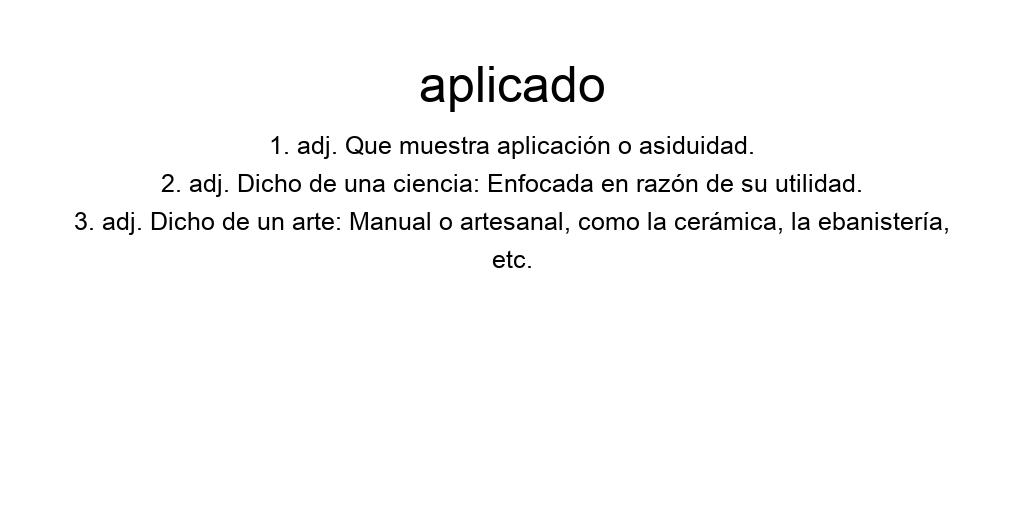 aplicado
1. adj. Que muestra aplicación o asiduidad.
2. adj. Dicho de una ciencia: Enfocada en razón de su utilidad.
3. adj. Dicho de un arte: Manual o artesanal, como la cerámica, la ebanistería,
etc.